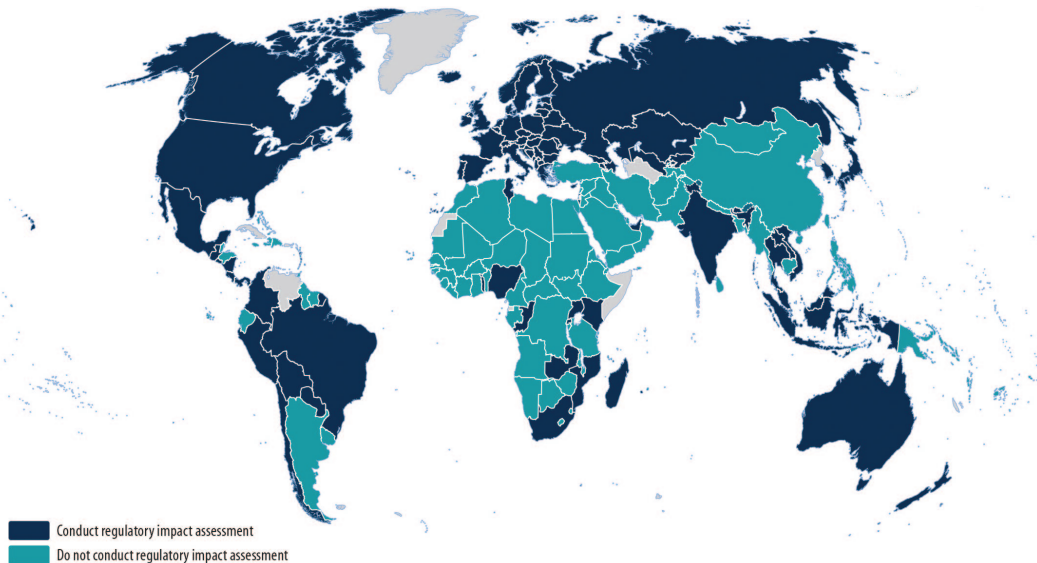 Conduct regulatory impact assessment
Do not conduct regulatory impact assessment